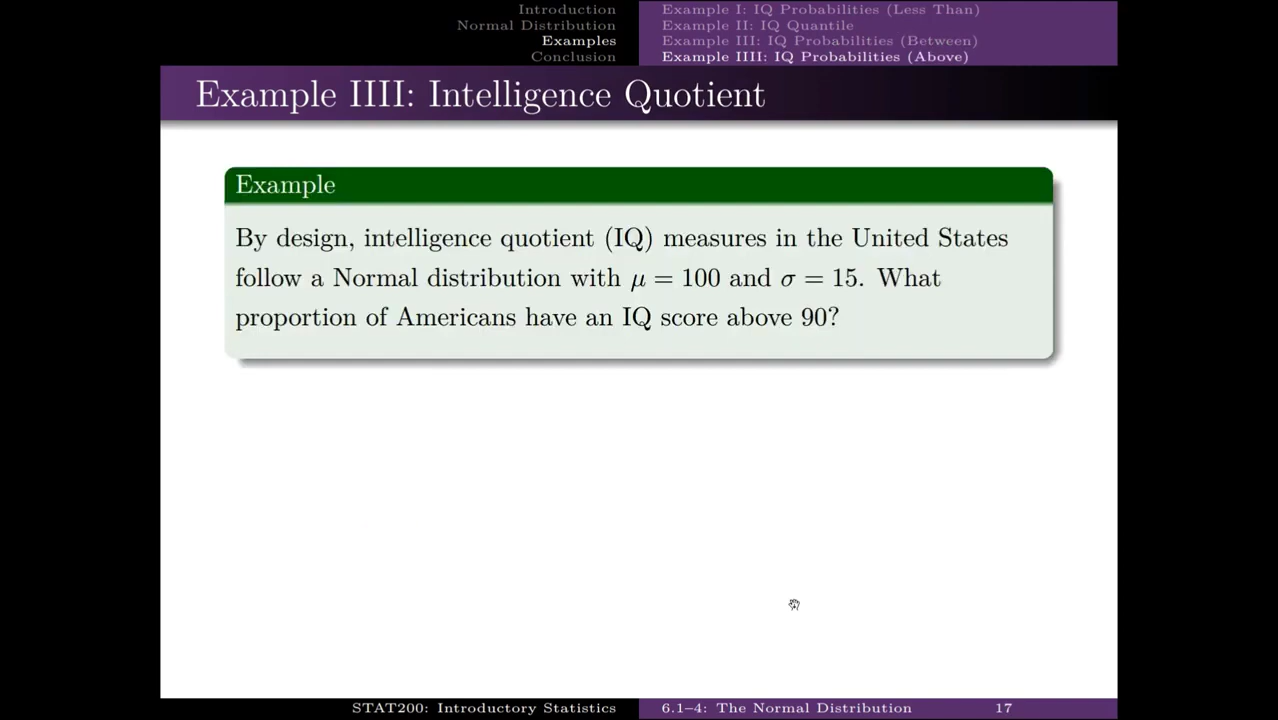 Introduction
Normal Distribution
Examples
Conclusion
Example I: IQ Probabilities (Less Than)
Example II: IQ Quantile
Example III: IQ Probabilities (Between)
Example IIII: IQ Probabilities (Above)
Example IIII: Intelligence Quotient
Example
By design, intelligence quotient (IQ) measures in the United States
follow a Normal distribution with μ = 100 and σ = 15. What
proportion of Americans have an IQ score above 90?
STAT200: Introductory Statistics
6.1–4: The Normal Distribution
17